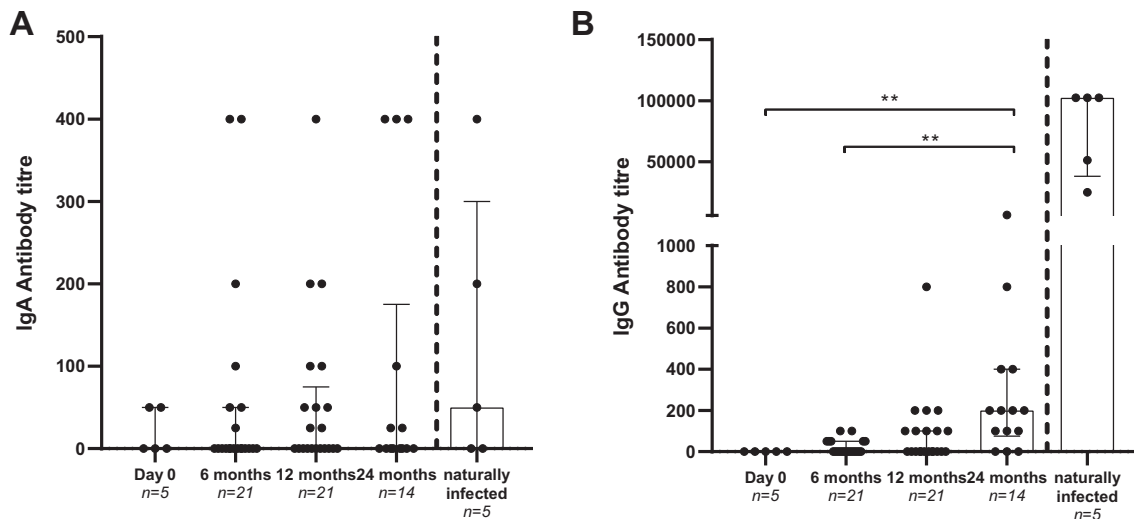 A
IgA Antibody titre
500
400
300
200
100
0
Day 0
n=5
6 months
n=21
12 months
n=21
24 months
n=14
naturally
infected
n=5
B
IgG Antibody titre
150000
100000
50000
1000
800
600
400
200
0
**
**
Day 0
n=5
6 months
n=21
12 months
n=21
24 months
n=14
naturally
infected
n=5